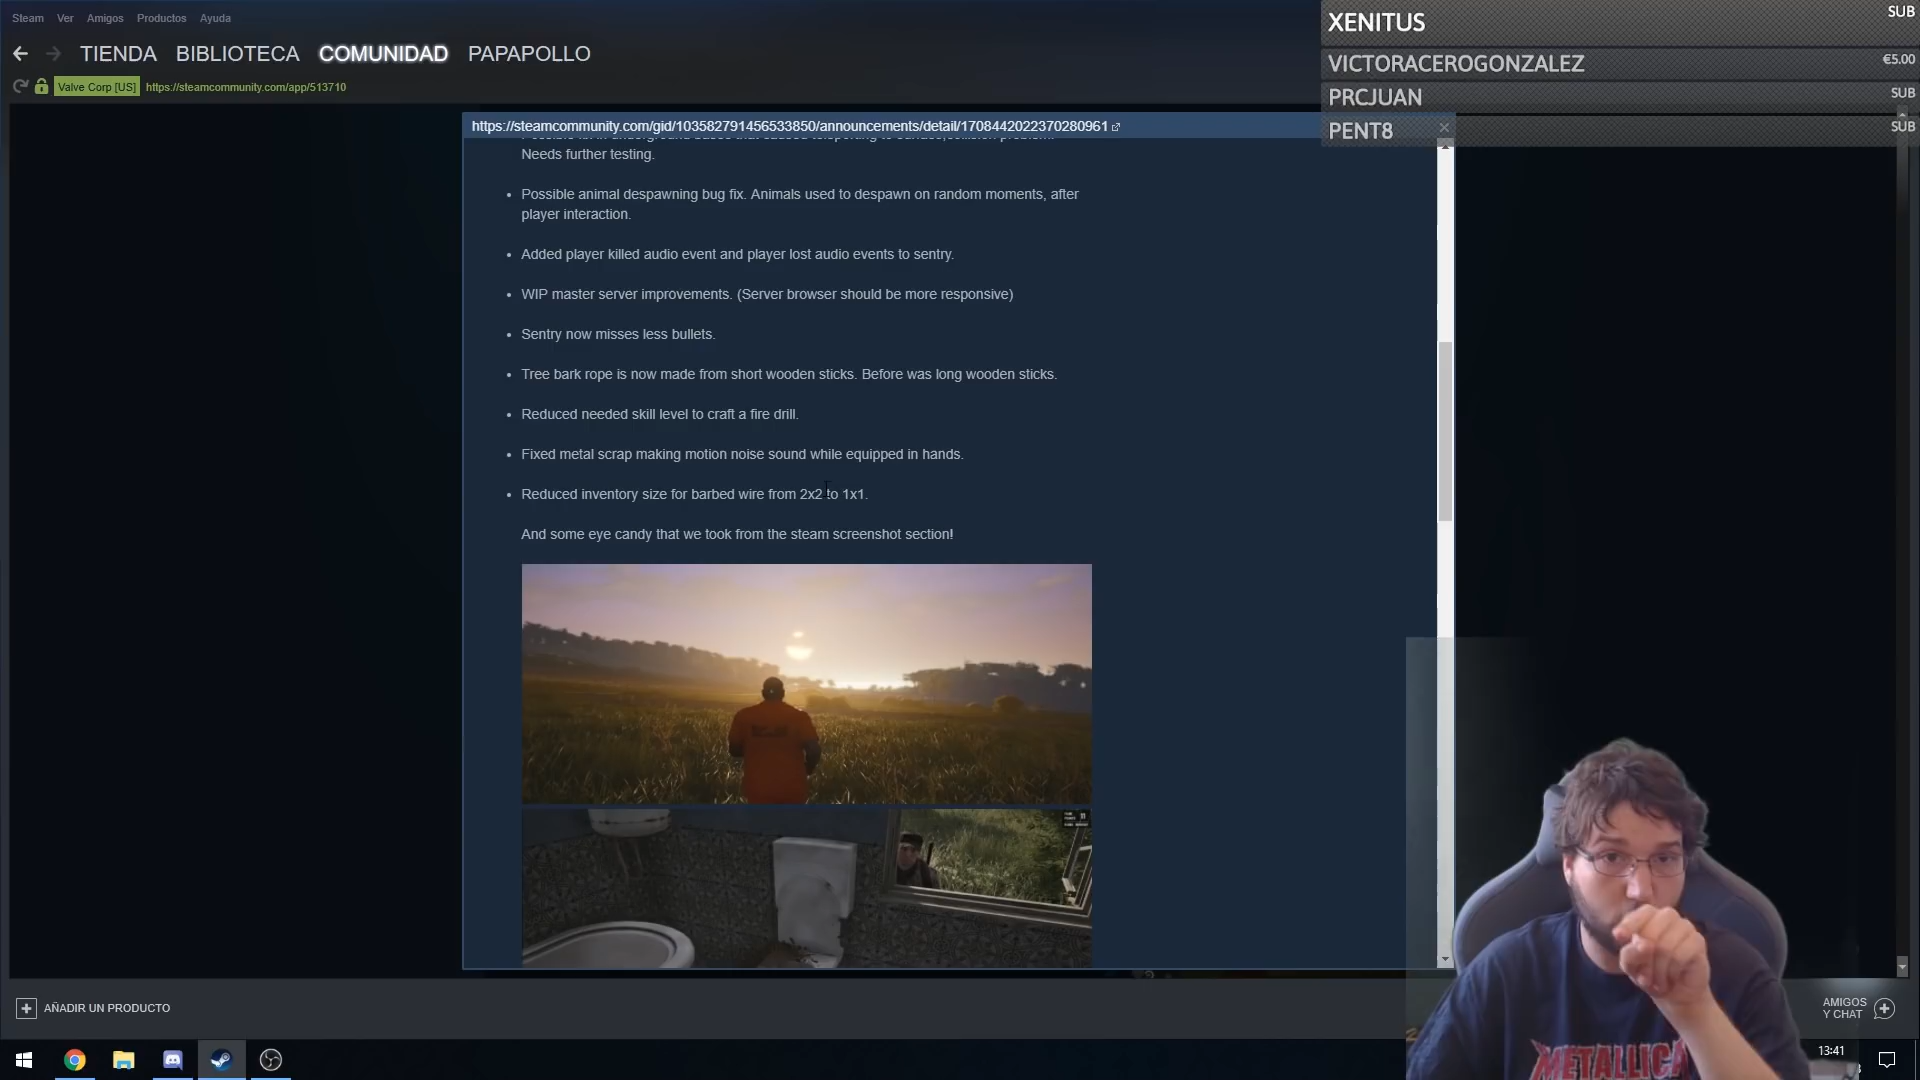 Steam Ver Amigos Productos Ayuda
TIENDA BIBLIOTECA COMUNIDAD PAPAPOLLO
Valve Corp [US] https://steamcommunity.com/app/513710
XENITUS SUB
VICTORACEROGONZALEZ €5.00
PRCJUAN SUB
PENT8 SUB
https://steamcommunity.com/gid/103582791456533850/announcements/detail/1708442022370280961
Needs further testing.
Possible animal despawning bug fix. Animals used to despawn on random moments, after
player interaction.
Added player killed audio event and player lost audio events to sentry.
WIP master server improvements. (Server browser should be more responsive)
Sentry now misses less bullets.
Tree bark rope is now made from short wooden sticks. Before was long wooden sticks.
Reduced needed skill level to craft a fire drill.
Fixed metal scrap making motion noise sound while equipped in hands.
Reduced inventory size for barbed wire from 2x2 to 1x1.
And some eye candy that we took from the steam screenshot section!
AÑADIR UN PRODUCTO
AMIGOS
Y CHAT
13:41
METALLICA